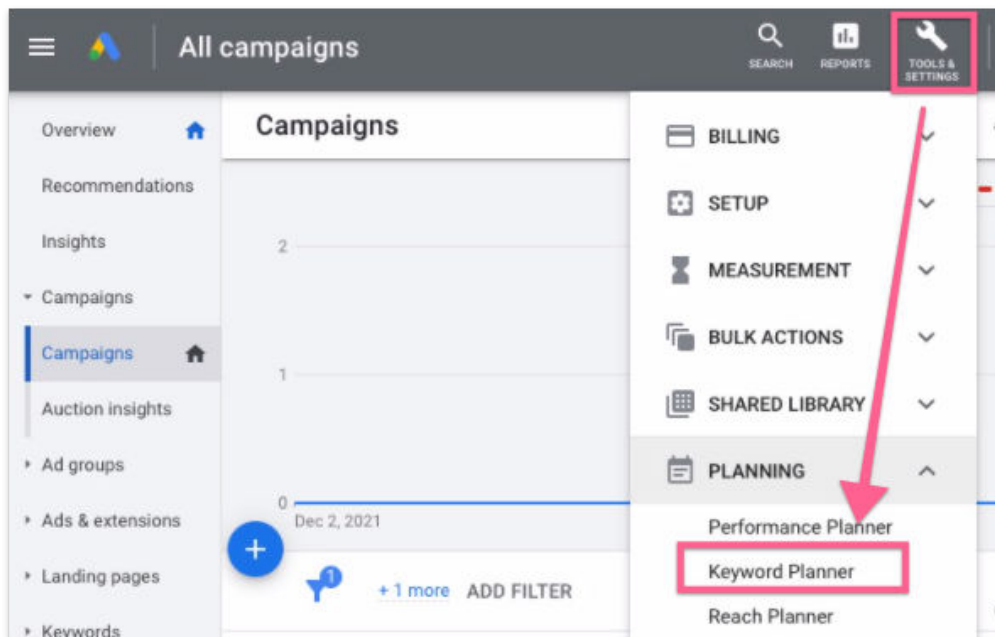 All campaigns
SEARCH
REPORTS
TOOLS &
SETTINGS
Overview
Recommendations
Insights
Campaigns
Campaigns
Auction insights
Ad groups
Ads & extensions
Landing pages
Keywords
Campaigns
2
1
0
Dec 2, 2021
+
1
+ 1 more
ADD FILTER
BILLING
SETUP
MEASUREMENT
BULK ACTIONS
SHARED LIBRARY
PLANNING
Performance Planner
Keyword Planner
Reach Planner